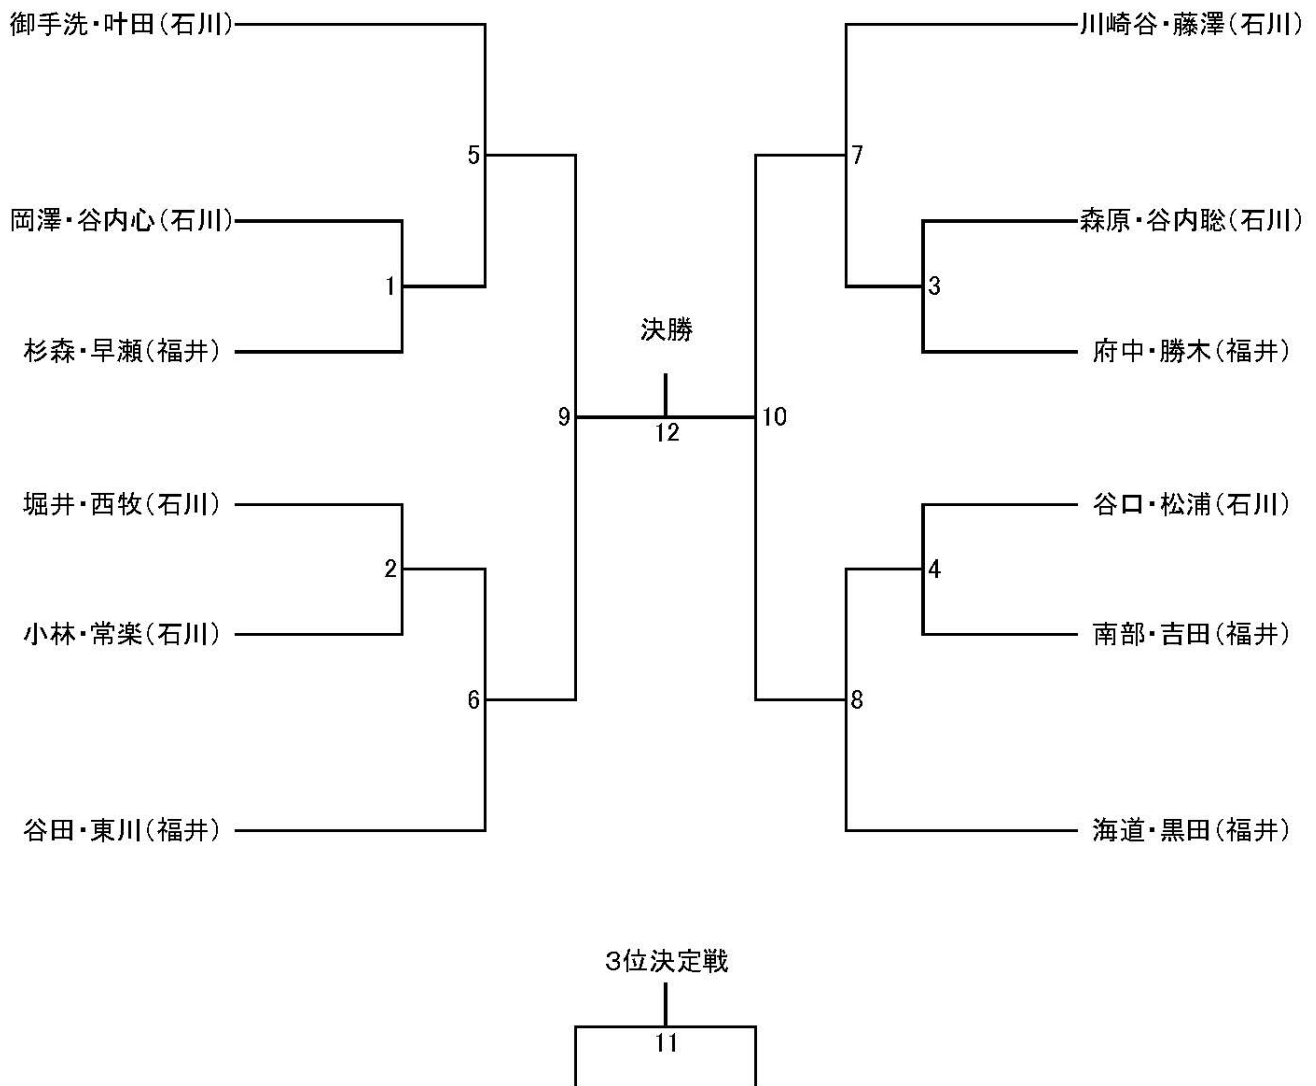 御手洗・叶田(石川)
川崎谷・藤澤(石川)
5
7
岡澤・谷内心(石川)
森原・谷内聡(石川)
1
3
杉森・早瀬(福井)
決勝
府中・勝木(福井)
9
12
10
堀井・西牧(石川)
谷口・松浦(石川)
2
4
小林・常楽(石川)
南部・吉田(福井)
6
8
谷田・東川(福井)
海道・黒田(福井)
3位決定戦
11